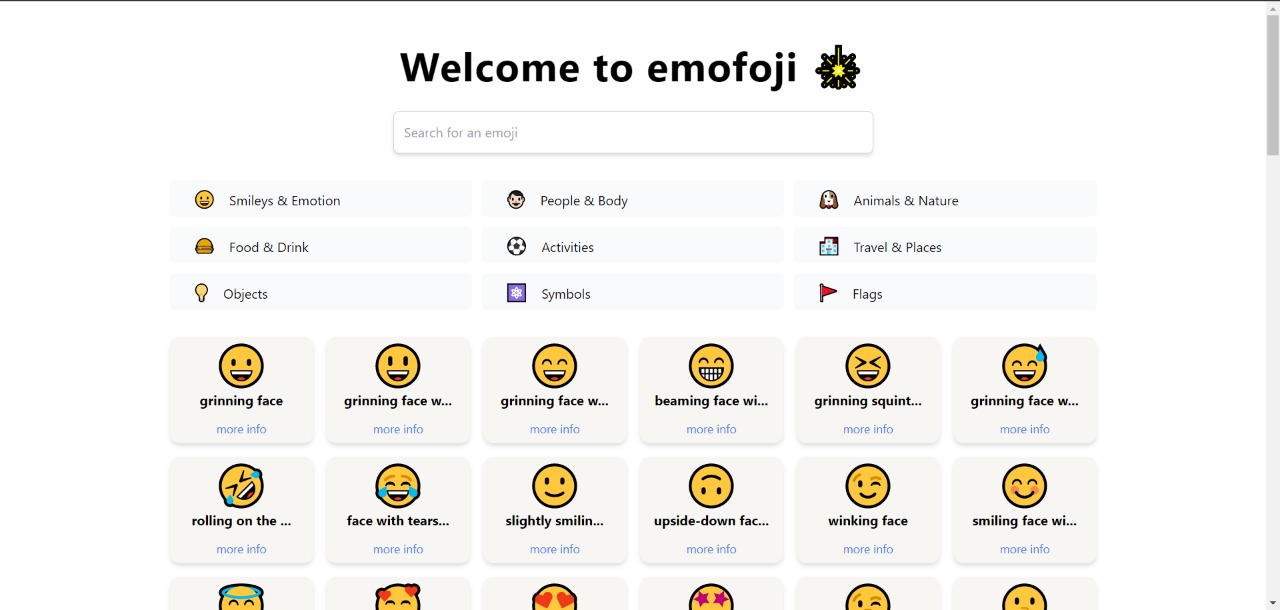 Welcome to emofoji
Search for an emoji
Smileys & Emotion
People & Body
Animals & Nature
Food & Drink
Activities
Travel & Places
Objects
Symbols
Flags
grinning face
grinning face w...
grinning face w...
beaming face wi...
grinning squint...
grinning face w...
more info
more info
more info
more info
more info
more info
rolling on the ...
face with tears...
slightly smilin...
upside-down fac...
winking face
smiling face wi...
more info
more info
more info
more info
more info
more info